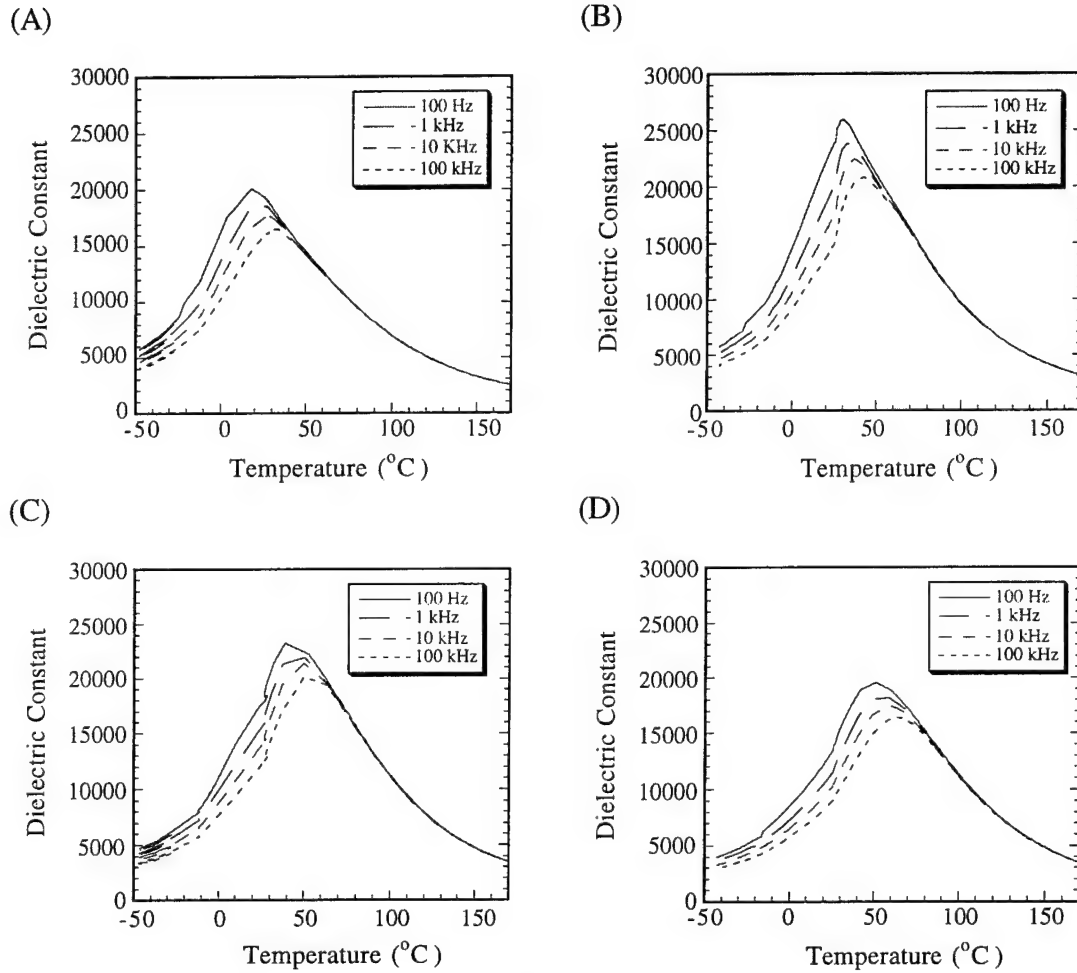 (A)
30000
25000
20000
15000
10000
5000
0
Dielectric Constant
100 Hz
1 kHz
10 KHz
100 kHz
-50 0 50 100 150
Temperature (°C)
(B)
30000
25000
20000
15000
10000
5000
0
Dielectric Constant
100 Hz
1 kHz
10 kHz
100 kHz
-50 0 50 100 150
Temperature (°C)
(C)
30000
25000
20000
15000
10000
5000
0
Dielectric Constant
100 Hz
1 kHz
10 kHz
100 kHz
-50 0 50 100 150
Temperature (°C)
(D)
30000
25000
20000
15000
10000
5000
0
Dielectric Constant
100 Hz
1 kHz
10 kHz
100 kHz
-50 0 50 100 150
Temperature (°C)